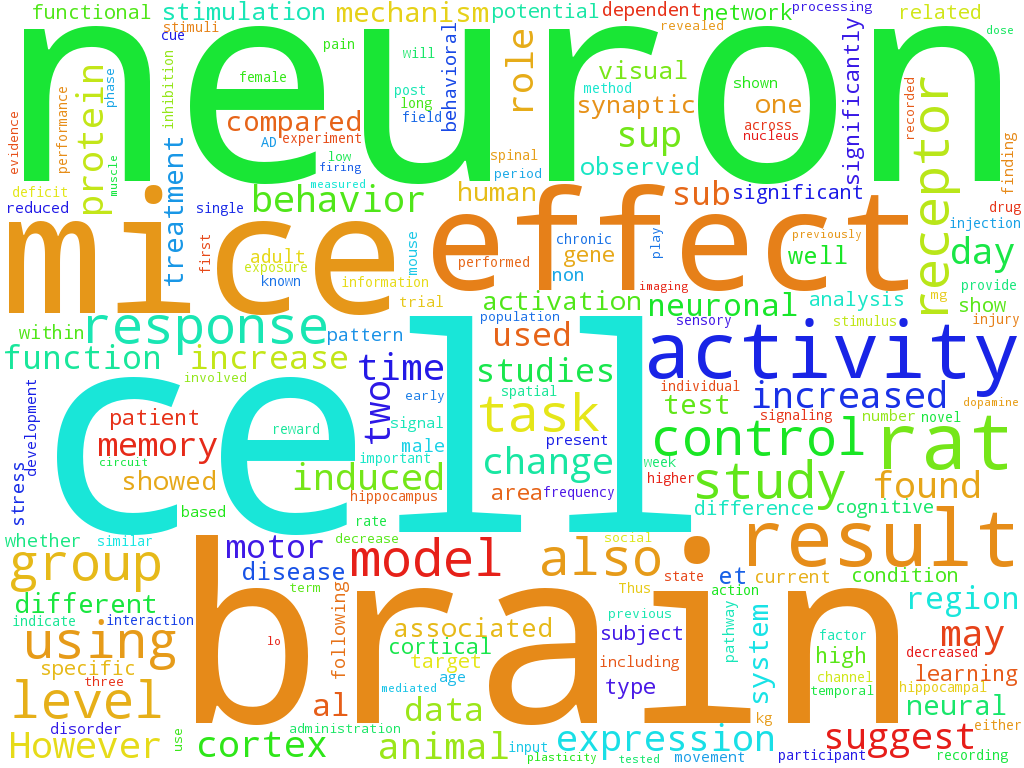 functional stimulation mechanism potential dependent network processing related
stimuli revealed dose
cue pain will role visual significantly
neuron
evidence performance protein phase inhibition female behavioral post long field method shown recorded receptor finding
compared AD experiment synaptic one across nucleus
sup
muscle low firing spinal period observed
deficit measured
reduced treatment single behavior human sub significant drug
mice effect
first adult exposure known mouse chronic gene non play previously well injection day
performed information imaging mg provide
trial activation neuronal analysis show
within response pattern population used sensory stimulus injury
function increase time studies activity
involved early spatial individual increased dopamine
development patient two signal task test signaling number novel
cell
memory reward male present control rat
circuit important change
stress showed induced hippocampus area frequency week higher study found
based rate difference cognitive
whether similar motor decrease social result
group disease model also et state current condition
term Thus action
different following previous region
indicate interaction lo associated subject pathway system factor may
brain
using cortical target including high decreased
specific three age mediated type channel temporal learning hippocampal
level al data kg neural either
disorder administration
However use cortex animal input expression suggest
plasticity tested movement participant recording